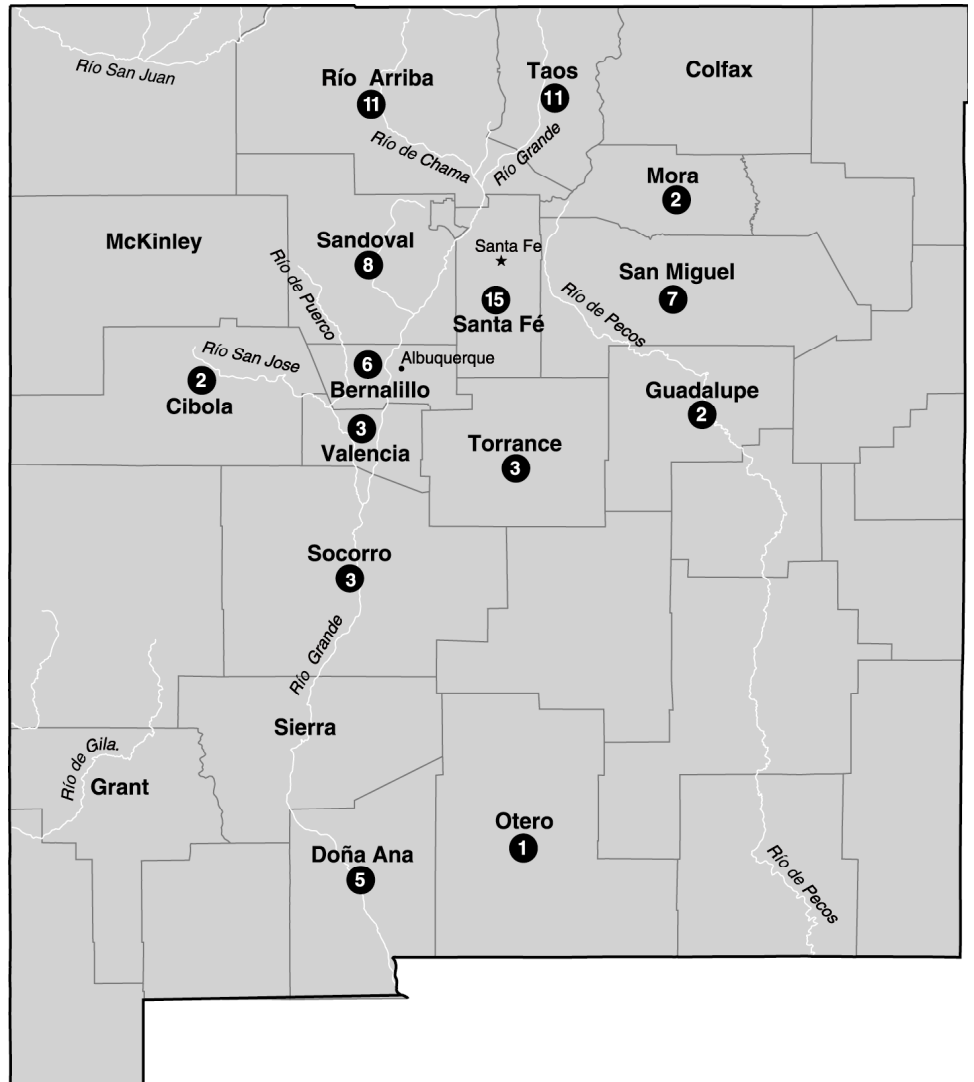 Río San Juan
Río Arriba
11
Taos
11
Colfax
Río de Chama
Río Grande
Mora
2
McKinley
Sandoval
8
Río de Puerco
Santa Fe
15
Santa Fé
San Miguel
7
Río de Pecos
Río San Jose
2
Cibola
6
Albuquerque
Bernalillo
Guadalupe
2
3
Valencia
Torrance
3
Socorro
3
Río Grande
Sierra
Río de Gila.
Grant
Otero
1
Doña Ana
5
Río de Pecos